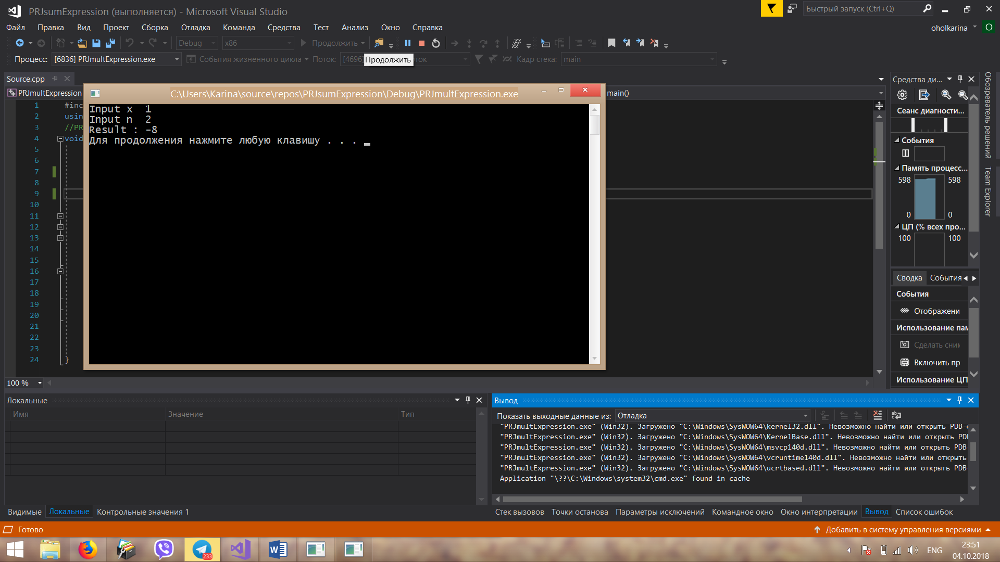 PRJsumExpression (выполняется) - Microsoft Visual Studio
Быстрый запуск (Ctrl+Q)
Файл Правка Вид Проект Сборка Отладка Команда Средства Тест Анализ Окно Справка
oholkarina O
Debug x86 Продолжить
Процесс: [6836] PRJmultExpression.exe События жизненного цикла Поток: [4696] ток Кадр стека: main
Продолжить
Source.cpp
PRJmultExpression
main()
C:\Users\Karina\source\repos\PRJsumExpression\Debug\PRJmultExpression.exe
Input x 1
Input n 2
Result : -8
Для продолжения нажмите любую клавишу . . . _
1 #inc
2 usin
3 //PR
4 void
5
6
7
8
9
10
11
12
13
14
15
16
17
18
19
20
21
22
23
24 }
100 %
Средства ди...
Сеанс диагности...
События
Память процесс...
598 598
0 0
ЦП (% всех про...
100 100
Сводка События
События
Отображени
Использование пам
Сделать сни
Включить пр
Использование ЦП
Обозреватель решений
Team Explorer
Локальные
Имя Значение Тип
Видимые Локальные Контрольные значения 1
Вывод
Показать выходные данные из: Отладка
"PRJmultExpression.exe" (Win32). Загружено "C:\Windows\SysWOW64\kernel32.dll". Невозможно найти или открыть PDB-
"PRJmultExpression.exe" (Win32). Загружено "C:\Windows\SysWOW64\KernelBase.dll". Невозможно найти или открыть PD
"PRJmultExpression.exe" (Win32). Загружено "C:\Windows\SysWOW64\msvcp140d.dll". Невозможно найти или открыть PDB
"PRJmultExpression.exe" (Win32). Загружено "C:\Windows\SysWOW64\vcruntime140d.dll". Невозможно найти или открыть
"PRJmultExpression.exe" (Win32). Загружено "C:\Windows\SysWOW64\ucrtbased.dll". Невозможно найти или открыть PDB
Application "\??\C:\Windows\system32\cmd.exe" found in cache
Стек вызовов Точки останова Параметры исключений Командное окно Окно интерпретации Вывод Список ошибок
Готово
Добавить в систему управления версиями
233
ENG
23:51
04.10.2018